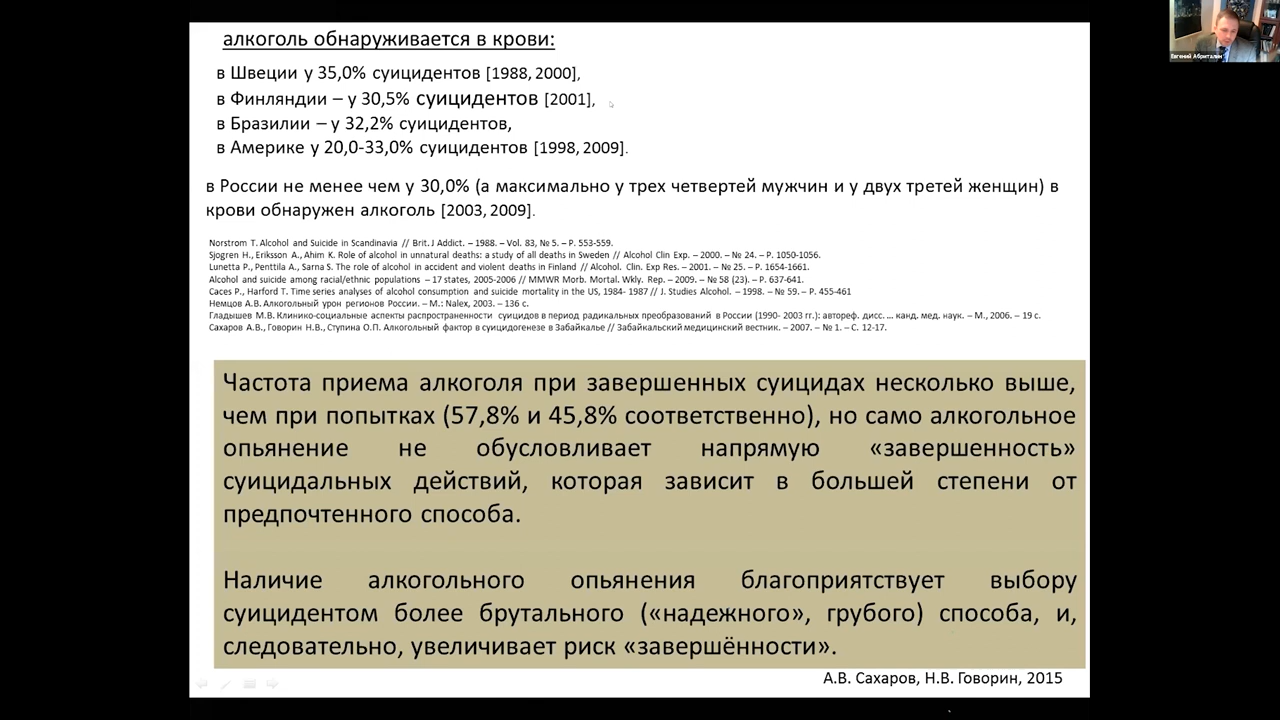 алкоголь обнаруживается в крови:
Евгений Абриталин
в Швеции у 35,0% суицидентов [1988, 2000],
в Финляндии – у 30,5% суицидентов [2001],
в Бразилии – у 32,2% суицидентов,
в Америке у 20,0-33,0% суицидентов [1998, 2009].
в России не менее чем у 30,0% (а максимально у трех четвертей мужчин и у двух третей женщин) в
крови обнаружен алкоголь [2003, 2009].
Norstrom T. Alcohol and Suicide in Scandinavia // Brit. J Addict. – 1988. – Vol. 83, № 5. – P. 553-559.
Sjogren H., Eriksson A., Ahim K. Role of alcohol in unnatural deaths: a study of all deaths in Sweden // Alcohol Clin Exp. – 2000. – № 24. – P. 1050-1056.
Lunetta P., Penttila A., Sarna S. The role of alcohol in accident and violent deaths in Finland // Alcohol. Clin. Exp Res. – 2001. – № 25. – P. 1654-1661.
Alcohol and suicide among racial/ethnic populations – 17 states, 2005-2006 // MMWR Morb. Mortal. Wkly. Rep. – 2009. – № 58 (23). – P. 637-641.
Caces P., Harford T. Time series analyses of alcohol consumption and suicide mortality in the US, 1984- 1987 // J. Studies Alcohol. – 1998. – № 59. – P. 455-461
Немцов А.В. Алкогольный урон регионов России. – М.: Nalex, 2003. – 136 с.
Гладышев М.В. Клинико-социальные аспекты распространенности суицидов в период радикальных преобразований в России (1990- 2003 гг.): автореф. дисс. ... канд. мед. наук. – М., 2006. – 19 с.
Сахаров А.В., Говорин Н.В., Ступина О.П. Алкогольный фактор в суицидогенезе в Забайкалье // Забайкальский медицинский вестник. – 2007. – № 1. – С. 12-17.
Частота приема алкоголя при завершенных суицидах несколько выше,
чем при попытках (57,8% и 45,8% соответственно), но само алкогольное
опьянение не обусловливает напрямую «завершенность»
суицидальных действий, которая зависит в большей степени от
предпочтенного способа.
Наличие алкогольного опьянения благоприятствует выбору
суицидентом более брутального («надежного», грубого) способа, и,
следовательно, увеличивает риск «завершённости».
А.В. Сахаров, Н.В. Говорин, 2015